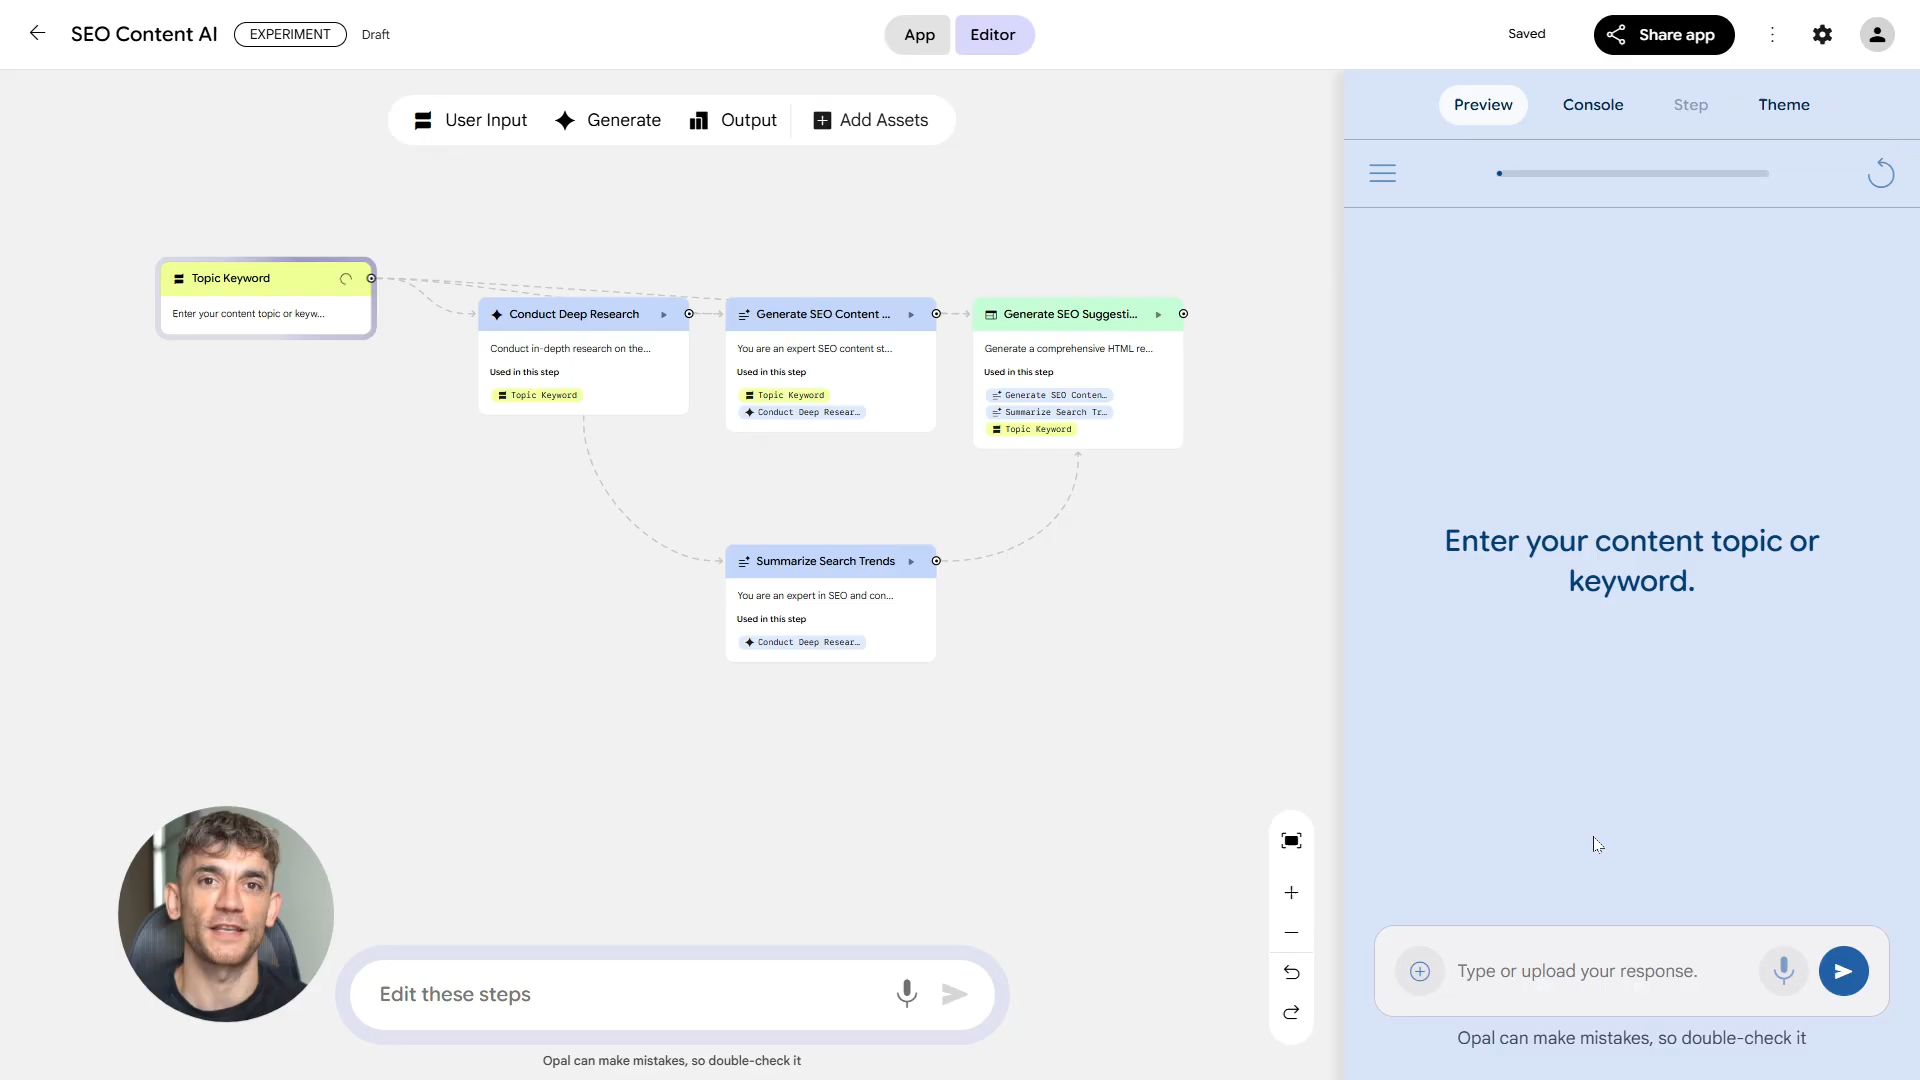 SEO Content AI
EXPERIMENT
Draft
App
Editor
Saved
Share app
User Input
Generate
Output
Add Assets
Preview
Console
Step
Theme
Topic Keyword
Enter your content topic or keyw...
Conduct Deep Research
Conduct in-depth research on the...
Used in this step
Topic Keyword
Generate SEO Content ...
You are an expert SEO content st...
Used in this step
Topic Keyword
Conduct Deep Resear…
Generate SEO Suggesti...
Generate a comprehensive HTML re...
Used in this step
Generate SEO Conten…
Summarize Search Tr…
Topic Keyword
Summarize Search Trends
You are an expert in SEO and con...
Used in this step
Conduct Deep Resear…
Enter your content topic or
keyword.
Edit these steps
Opal can make mistakes, so double-check it
Type or upload your response.
Opal can make mistakes, so double-check it